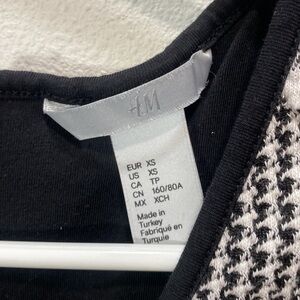 H&M
EUR XS
US XS
CA TP
CN 160/80A
MX XCH
Made in
Turkey
Fabriqué en
Turquie